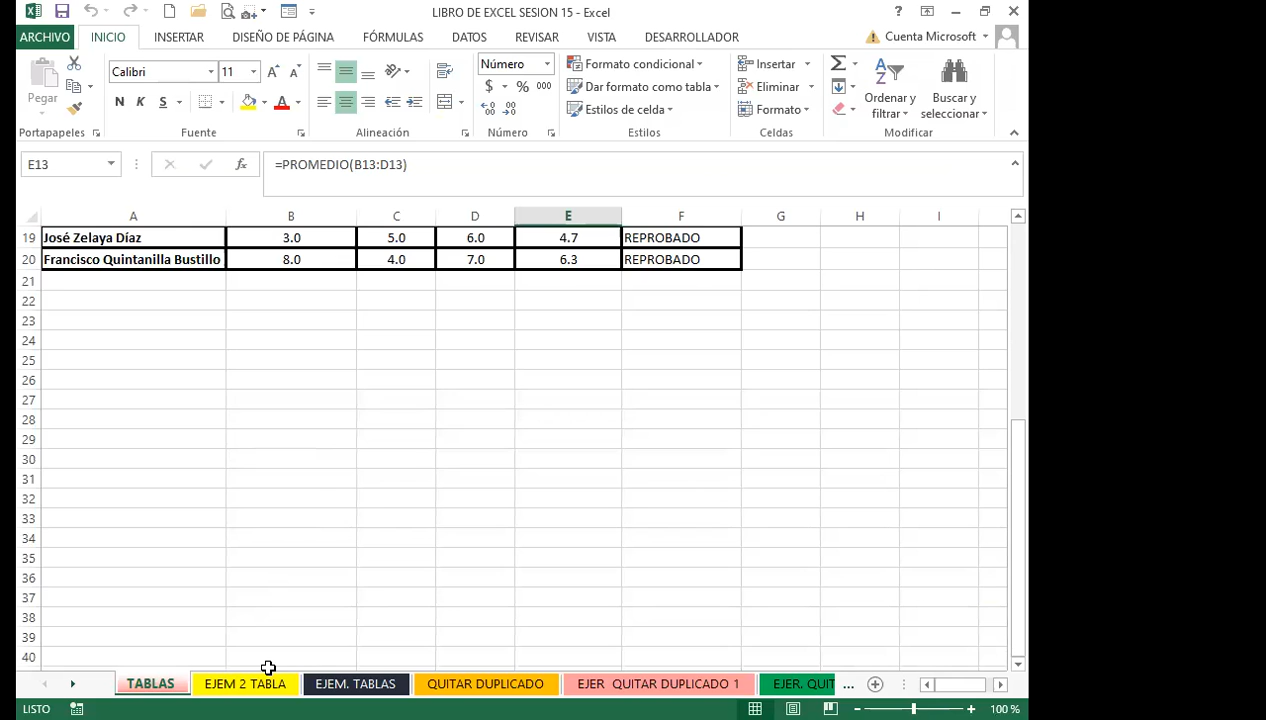 LIBRO DE EXCEL SESION 15 - Excel
?
ARCHIVO INICIO INSERTAR DISEÑO DE PÁGINA FÓRMULAS DATOS REVISAR VISTA DESARROLLADOR Cuenta Microsoft
Pegar
Calibri 11
N K S
Número
$ % 000
Formato condicional
Dar formato como tabla
Estilos de celda
Insertar
Eliminar
Formato
Ordenar y filtrar
Buscar y seleccionar
Portapapeles Fuente Alineación Número Estilos Celdas Modificar
E13 fx =PROMEDIO(B13:D13)
A B C D E F G H I
19 José Zelaya Díaz 3.0 5.0 6.0 4.7 REPROBADO
20 Francisco Quintanilla Bustillo 8.0 4.0 7.0 6.3 REPROBADO
21
22
23
24
25
26
27
28
29
30
31
32
33
34
35
36
37
38
39
40
TABLAS EJEM 2 TABLA EJEM. TABLAS QUITAR DUPLICADO EJER QUITAR DUPLICADO 1 EJER. QUIT ...
LISTO 100 %